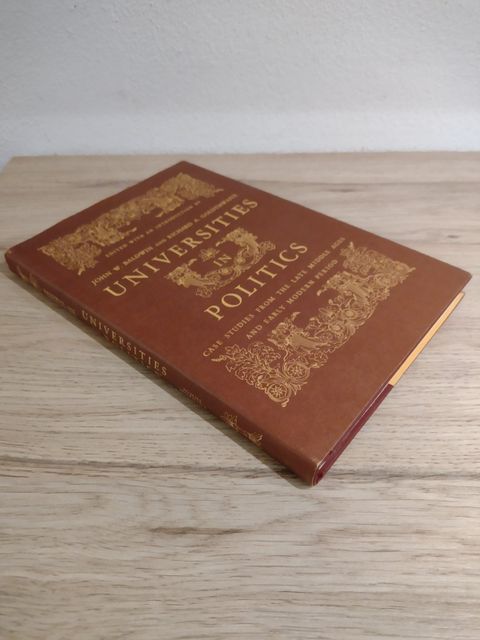 EDITED WITH AN INTRODUCTION BY
JOHN W. BALDWIN AND RICHARD A. GOLDTHWAITE
UNIVERSITIES
IN
POLITICS
CASE STUDIES FROM THE LATE MIDDLE AGES
AND EARLY MODERN PERIOD
UNIVERSITIES